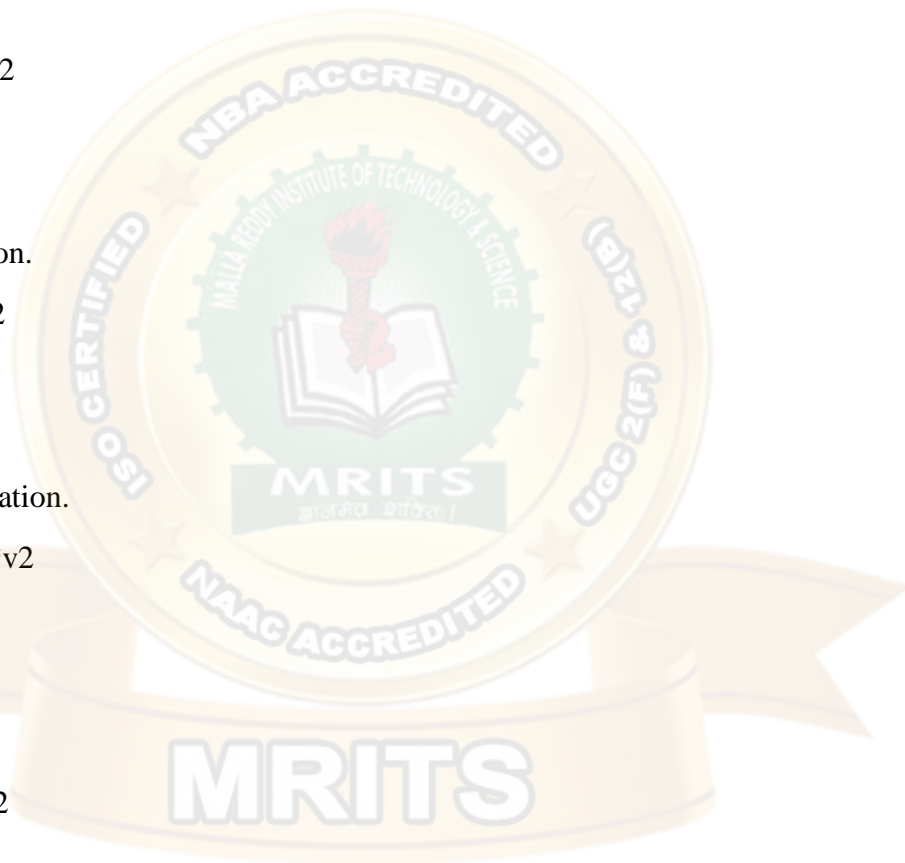 2
NBA ACCREDITED
MALLA REDDY INSTITUTE OF TECHNOLOGY & SCIENCE
ISO CERTIFIED
UGC 2(F) & 12(B)
on.
2
MRITS
ation.
v2
NAAC ACCREDITED
MRITS
2